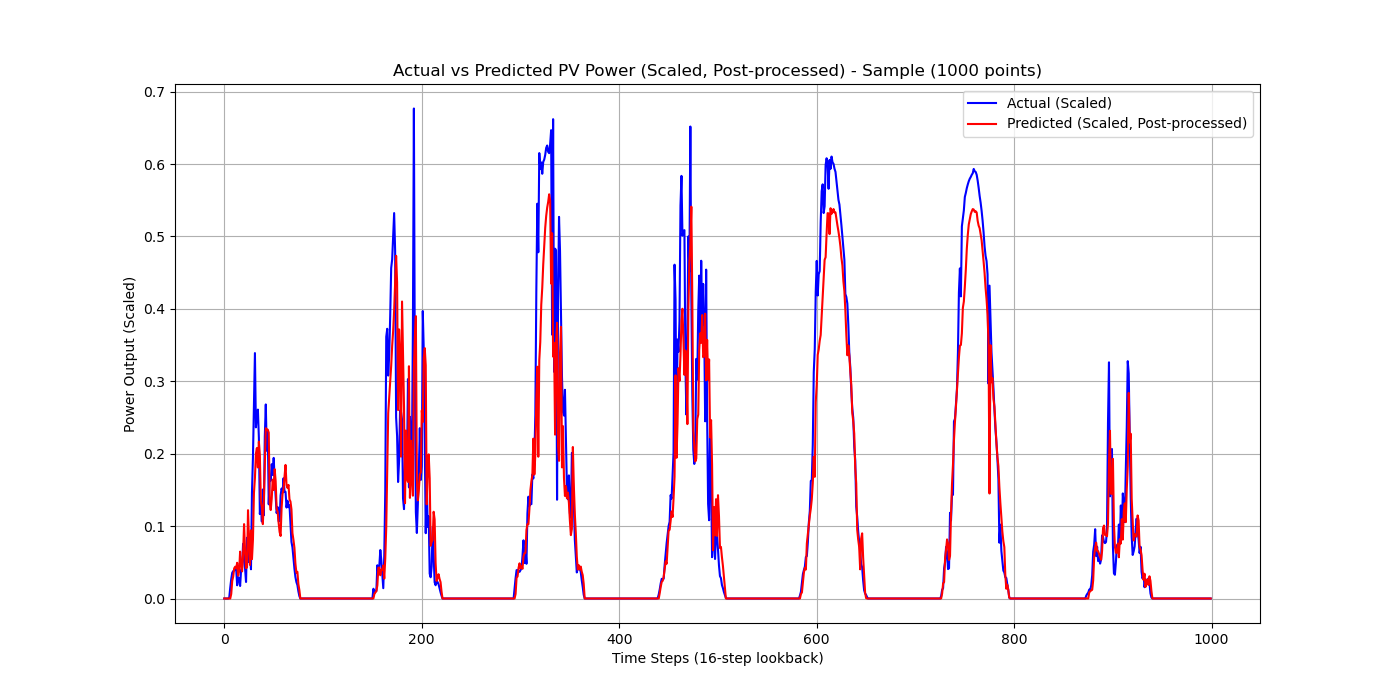 Actual vs Predicted PV Power (Scaled, Post-processed) - Sample (1000 points)
Actual (Scaled)
Predicted (Scaled, Post-processed)
Power Output (Scaled)
0.7
0.6
0.5
0.4
0.3
0.2
0.1
0.0
0 200 400 600 800 1000
Time Steps (16-step lookback)